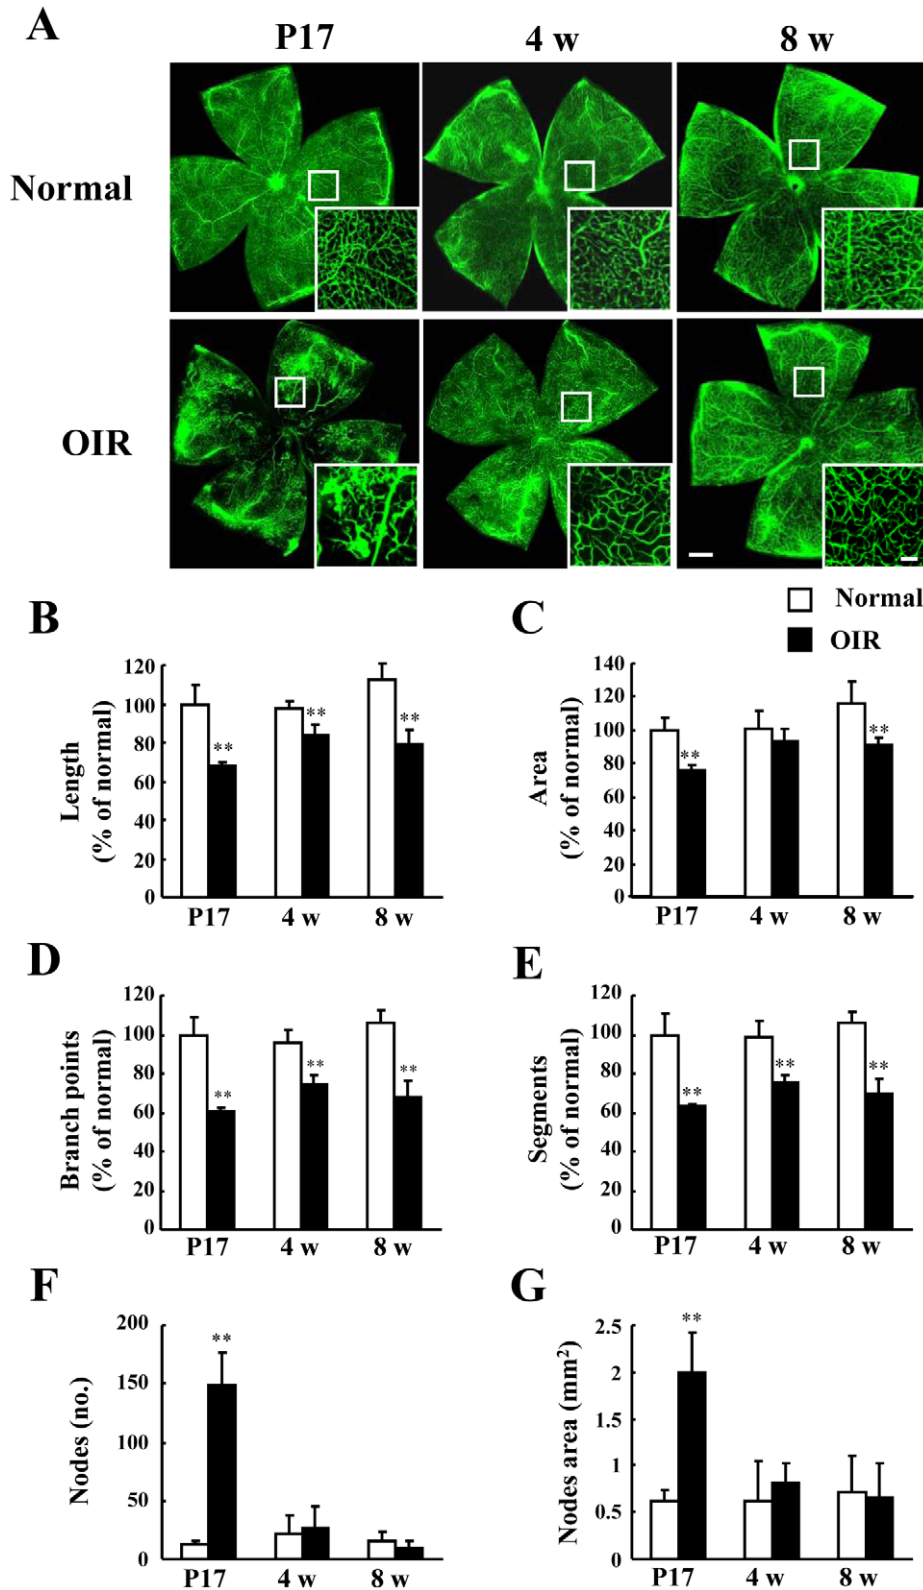 A
P17 4 w 8 w
Normal
OIR
Normal
OIR
B
Length
(% of normal)
120
100
80
60
40
20
0
** ** **
P17 4 w 8 w
C
Area
(% of normal)
140
120
100
80
60
40
20
0
** **
P17 4 w 8 w
D
Branch points
(% of normal)
120
100
80
60
40
20
0
** ** **
P17 4 w 8 w
E
Segments
(% of normal)
120
100
80
60
40
20
0
** ** **
P17 4 w 8 w
F
Nodes (no.)
200
150
100
50
0
**
P17 4 w 8 w
G
Nodes area (mm²)
2.5
2
1.5
1
0.5
0
**
P17 4 w 8 w